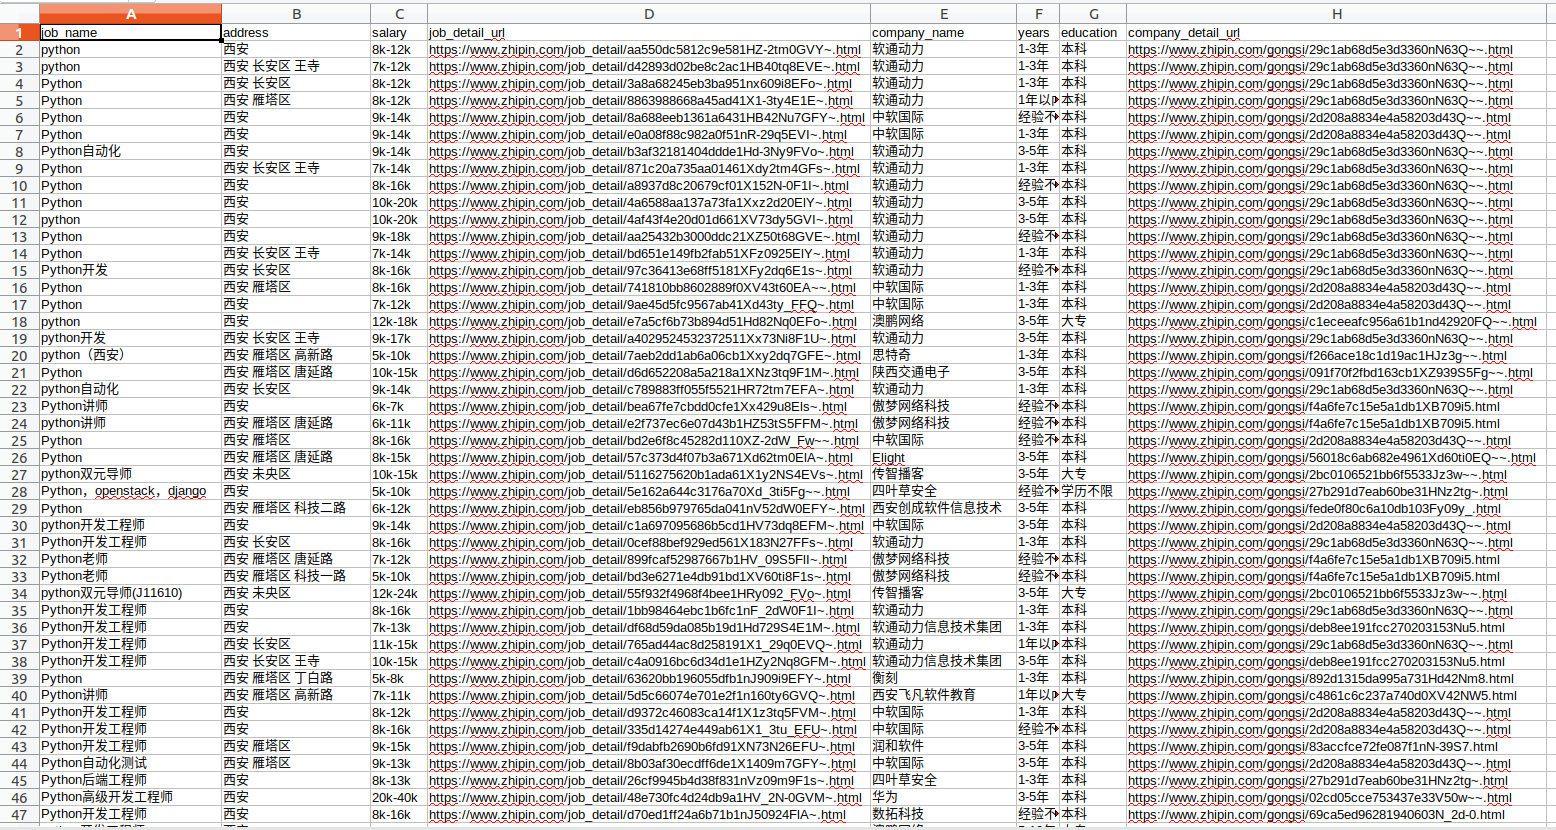 A B C D E F G H
1 job_name address salary job_detail_url company_name years education company_detail_url
2 python 西安 8k-12k https://www.zhipin.com/job_detail/aa550dc5812c9e581HZ-2tm0GVY~.html 软通动力 1-3年 本科 https://www.zhipin.com/gongsi/29c1ab68d5e3d3360nN63Q~~.html
3 python 西安 长安区 王寺 7k-12k https://www.zhipin.com/job_detail/d42893d02be8c2ac1HB40tq8EVE~.html 软通动力 1-3年 本科 https://www.zhipin.com/gongsi/29c1ab68d5e3d3360nN63Q~~.html
4 Python 西安 长安区 8k-12k https://www.zhipin.com/job_detail/3a8a68245eb3ba951nx609i8EFo~.html 软通动力 1-3年 本科 https://www.zhipin.com/gongsi/29c1ab68d5e3d3360nN63Q~~.html
5 Python 西安 雁塔区 8k-12k https://www.zhipin.com/job_detail/8863988668a45ad41X1-3ty4E1E~.html 软通动力 1年以 本科 https://www.zhipin.com/gongsi/29c1ab68d5e3d3360nN63Q~~.html
6 Python 西安 9k-14k https://www.zhipin.com/job_detail/8a688eeb1361a6431HB42Nu7GFY~.html 中软国际 经验不 本科 https://www.zhipin.com/gongsi/2d208a8834e4a58203d43Q~~.html
7 Python 西安 9k-14k https://www.zhipin.com/job_detail/e0a08f88c982a0f51nR-29q5EVI~.html 中软国际 1-3年 本科 https://www.zhipin.com/gongsi/2d208a8834e4a58203d43Q~~.html
8 Python自动化 西安 9k-14k https://www.zhipin.com/job_detail/b3af32181404ddde1Hd-3Ny9FVo~.html 软通动力 3-5年 本科 https://www.zhipin.com/gongsi/29c1ab68d5e3d3360nN63Q~~.html
9 Python 西安 长安区 王寺 7k-14k https://www.zhipin.com/job_detail/871c20a735aa01461Xdy2tm4GFs~.html 软通动力 1-3年 本科 https://www.zhipin.com/gongsi/29c1ab68d5e3d3360nN63Q~~.html
10 Python 西安 8k-16k https://www.zhipin.com/job_detail/a8937d8c20679cf01X152N-0F1I~.html 软通动力 经验不 本科 https://www.zhipin.com/gongsi/29c1ab68d5e3d3360nN63Q~~.html
11 Python 西安 10k-20k https://www.zhipin.com/job_detail/4a6588aa137a73fa1Xxz2d20EIY~.html 软通动力 3-5年 本科 https://www.zhipin.com/gongsi/29c1ab68d5e3d3360nN63Q~~.html
12 python 西安 10k-20k https://www.zhipin.com/job_detail/4af43f4e20d01d661XV73dy5GVI~.html 软通动力 3-5年 本科 https://www.zhipin.com/gongsi/29c1ab68d5e3d3360nN63Q~~.html
13 Python 西安 9k-18k https://www.zhipin.com/job_detail/aa25432b3000ddc21XZ50t68GVE~.html 软通动力 经验不 本科 https://www.zhipin.com/gongsi/29c1ab68d5e3d3360nN63Q~~.html
14 Python 西安 长安区 王寺 7k-14k https://www.zhipin.com/job_detail/bd651e149fb2fab51XFz0925EIY~.html 软通动力 1-3年 本科 https://www.zhipin.com/gongsi/29c1ab68d5e3d3360nN63Q~~.html
15 Python开发 西安 长安区 8k-16k https://www.zhipin.com/job_detail/97c36413e68ff5181XFy2dq6E1s~.html 软通动力 经验不 本科 https://www.zhipin.com/gongsi/29c1ab68d5e3d3360nN63Q~~.html
16 Python 西安 雁塔区 8k-16k https://www.zhipin.com/job_detail/741810bb8602889f0XV43t60EA~~.html 中软国际 1-3年 本科 https://www.zhipin.com/gongsi/2d208a8834e4a58203d43Q~~.html
17 Python 西安 7k-12k https://www.zhipin.com/job_detail/9ae45d5fc9567ab41Xd43ty_FFQ~.html 中软国际 1-3年 本科 https://www.zhipin.com/gongsi/2d208a8834e4a58203d43Q~~.html
18 python 西安 12k-18k https://www.zhipin.com/job_detail/e7a5cf6b73b894d51Hd82Nq0EFo~.html 澳鹏网络 3-5年 大专 https://www.zhipin.com/gongsi/c1eceeafc956a61b1nd42920FQ~~.html
19 python开发 西安 长安区 王寺 9k-17k https://www.zhipin.com/job_detail/a4029524532372511Xx73Ni8F1U~.html 软通动力 3-5年 本科 https://www.zhipin.com/gongsi/29c1ab68d5e3d3360nN63Q~~.html
20 python（西安） 西安 雁塔区 高新路 5k-10k https://www.zhipin.com/job_detail/7aeb2dd1ab6a06cb1Xxy2dq7GFE~.html 思特奇 1-3年 本科 https://www.zhipin.com/gongsi/f266ace18c1d19ac1HJz3g~~.html
21 Python 西安 雁塔区 唐延路 10k-15k https://www.zhipin.com/job_detail/d6d652208a5a218a1XNz3tq9F1M~.html 陕西交通电子 3-5年 本科 https://www.zhipin.com/gongsi/091f70f2fbd163cb1XZ939S5Fg~~.html
22 python自动化 西安 长安区 9k-14k https://www.zhipin.com/job_detail/c789883ff055f5521HR72tm7EFA~.html 软通动力 1-3年 本科 https://www.zhipin.com/gongsi/29c1ab68d5e3d3360nN63Q~~.html
23 Python讲师 西安 6k-7k https://www.zhipin.com/job_detail/bea67fe7cbdd0cfe1Xx429u8EIs~.html 傲梦网络科技 经验不 本科 https://www.zhipin.com/gongsi/f4a6fe7c15e5a1db1XB709i5.html
24 python讲师 西安 雁塔区 唐延路 6k-11k https://www.zhipin.com/job_detail/e2f737ec6e07d43b1HZ53tS5FFM~.html 傲梦网络科技 经验不 本科 https://www.zhipin.com/gongsi/f4a6fe7c15e5a1db1XB709i5.html
25 Python 西安 雁塔区 8k-16k https://www.zhipin.com/job_detail/bd2e6f8c45282d110XZ-2dW_Fw~~.html 中软国际 经验不 本科 https://www.zhipin.com/gongsi/2d208a8834e4a58203d43Q~~.html
26 Python 西安 雁塔区 唐延路 8k-15k https://www.zhipin.com/job_detail/57c373d4f07b3a671Xd62tm0EIA~.html Elight 3-5年 本科 https://www.zhipin.com/gongsi/56018c6ab682e4961Xd60ti0EQ~~.html
27 python双元导师 西安 未央区 10k-15k https://www.zhipin.com/job_detail/5116275620b1ada61X1y2NS4EVs~.html 传智播客 3-5年 大专 https://www.zhipin.com/gongsi/2bc0106521bb6f5533Jz3w~~.html
28 Python，openstack，django 西安 5k-10k https://www.zhipin.com/job_detail/5e162a644c3176a70Xd_3ti5Fg~~.html 四叶草安全 经验不 学历不限 https://www.zhipin.com/gongsi/27b291d7eab60be31HNz2tg~.html
29 Python 西安 雁塔区 科技二路 6k-12k https://www.zhipin.com/job_detail/eb856b979765da041nV52dW0EFY~.html 西安创成软件信息技术 3-5年 本科 https://www.zhipin.com/gongsi/fede0f80c6a10db103Fy09y_.html
30 python开发工程师 西安 9k-14k https://www.zhipin.com/job_detail/c1a697095686b5cd1HV73dq8EFM~.html 中软国际 3-5年 本科 https://www.zhipin.com/gongsi/2d208a8834e4a58203d43Q~~.html
31 Python开发工程师 西安 长安区 8k-16k https://www.zhipin.com/job_detail/0cef88bef929ed561X183N27FFs~.html 软通动力 1-3年 本科 https://www.zhipin.com/gongsi/29c1ab68d5e3d3360nN63Q~~.html
32 Python老师 西安 雁塔区 唐延路 7k-12k https://www.zhipin.com/job_detail/899fcaf52987667b1HV_09S5FlI~.html 傲梦网络科技 经验不 本科 https://www.zhipin.com/gongsi/f4a6fe7c15e5a1db1XB709i5.html
33 Python老师 西安 雁塔区 科技一路 5k-10k https://www.zhipin.com/job_detail/bd3e6271e4db91bd1XV60ti8F1s~.html 傲梦网络科技 经验不 本科 https://www.zhipin.com/gongsi/f4a6fe7c15e5a1db1XB709i5.html
34 python双元导师(J11610) 西安 未央区 12k-24k https://www.zhipin.com/job_detail/55f932f4968f4bee1HRy092_FVo~.html 传智播客 3-5年 大专 https://www.zhipin.com/gongsi/2bc0106521bb6f5533Jz3w~~.html
35 Python开发工程师 西安 8k-16k https://www.zhipin.com/job_detail/1bb98464ebc1b6fc1nF_2dW0F1I~.html 软通动力 1-3年 本科 https://www.zhipin.com/gongsi/29c1ab68d5e3d3360nN63Q~~.html
36 Python开发工程师 西安 7k-13k https://www.zhipin.com/job_detail/df68d59da085b19d1Hd729S4E1M~.html 软通动力信息技术集团 1-3年 本科 https://www.zhipin.com/gongsi/deb8ee191fcc270203153Nu5.html
37 Python开发工程师 西安 长安区 11k-15k https://www.zhipin.com/job_detail/765ad44ac8d258191X1_29q0EVQ~.html 软通动力 1年以 本科 https://www.zhipin.com/gongsi/29c1ab68d5e3d3360nN63Q~~.html
38 Python开发工程师 西安 长安区 王寺 10k-15k https://www.zhipin.com/job_detail/c4a0916bc6d34d1e1HZy2Nq8GFM~.html 软通动力信息技术集团 3-5年 本科 https://www.zhipin.com/gongsi/deb8ee191fcc270203153Nu5.html
39 Python 西安 雁塔区 丁白路 5k-8k https://www.zhipin.com/job_detail/63620bb196055dfb1nJ909i9EFY~.html 衡刻 1-3年 本科 https://www.zhipin.com/gongsi/892d1315da995a731Hd42Nm8.html
40 Python讲师 西安 雁塔区 高新路 7k-11k https://www.zhipin.com/job_detail/5d5c66074e701e2f1n160ty6GVQ~.html 西安飞凡软件教育 1年以 大专 https://www.zhipin.com/gongsi/c4861c6c237a740d0XV42NW5.html
41 Python开发工程师 西安 8k-12k https://www.zhipin.com/job_detail/d9372c46083ca14f1X1z3tq5FVM~.html 中软国际 1-3年 本科 https://www.zhipin.com/gongsi/2d208a8834e4a58203d43Q~~.html
42 Python开发工程师 西安 8k-16k https://www.zhipin.com/job_detail/335d14274e449ab61X1_3tu_EFU~.html 中软国际 经验不 本科 https://www.zhipin.com/gongsi/2d208a8834e4a58203d43Q~~.html
43 Python开发工程师 西安 雁塔区 9k-15k https://www.zhipin.com/job_detail/f9dabfb2690b6fd91XN73N26EFU~.html 润和软件 3-5年 本科 https://www.zhipin.com/gongsi/83accfce72fe087f1nN-39S7.html
44 Python自动化测试 西安 雁塔区 9k-13k https://www.zhipin.com/job_detail/8b03af30ecdff6de1X1409m7GFY~.html 中软国际 3-5年 本科 https://www.zhipin.com/gongsi/2d208a8834e4a58203d43Q~~.html
45 Python后端工程师 西安 8k-13k https://www.zhipin.com/job_detail/26cf9945b4d38f831nVz09m9F1s~.html 四叶草安全 1-3年 本科 https://www.zhipin.com/gongsi/27b291d7eab60be31HNz2tg~.html
46 Python高级开发工程师 西安 20k-40k https://www.zhipin.com/job_detail/48e730fc4d24db9a1HV_2N-0GVM~.html 华为 3-5年 本科 https://www.zhipin.com/gongsi/02cd05cce753437e33V50w~~.html
47 Python开发工程师 西安 8k-16k https://www.zhipin.com/job_detail/d70ed1ff24a6b71b1nJ50924FIA~.html 数拓科技 经验不 本科 https://www.zhipin.com/gongsi/69ca5ed96281940603N_2d-0.html